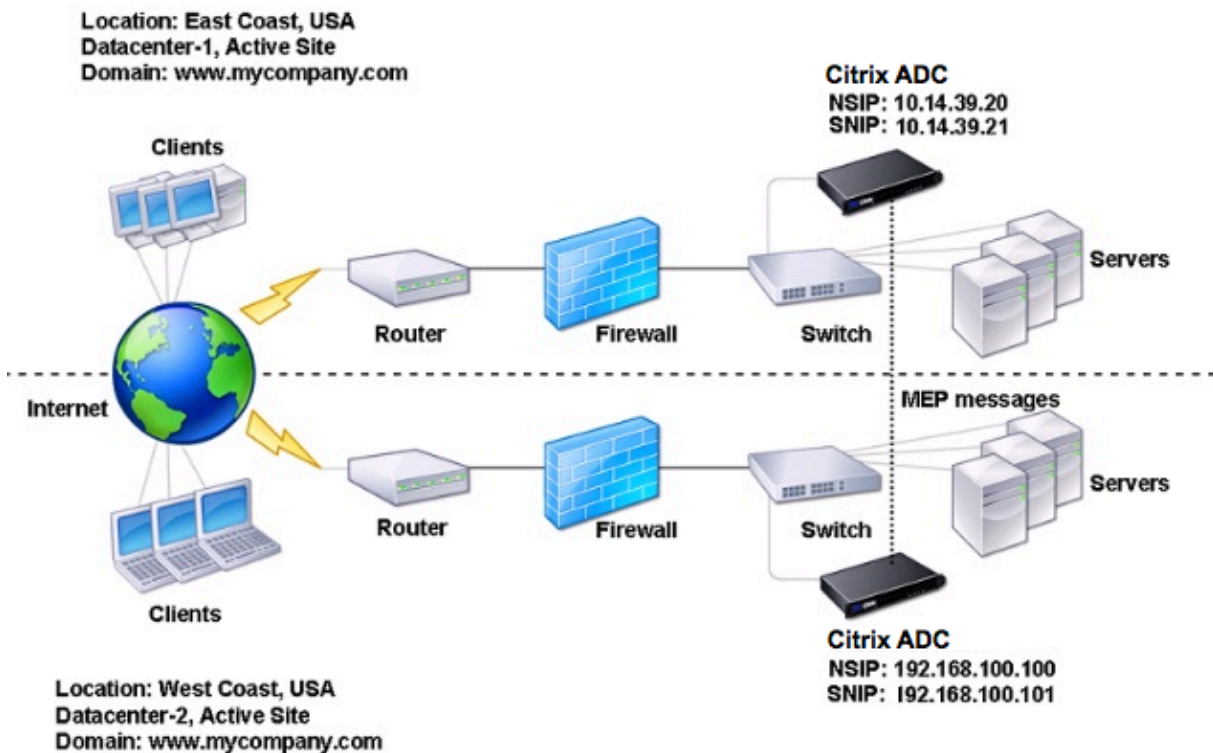 Location: East Coast, USA
Datacenter-1, Active Site
Domain: www.mycompany.com
Citrix ADC
NSIP: 10.14.39.20
SNIP: 10.14.39.21
Clients
Servers
Router
Firewall
Switch
Internet
MEP messages
Servers
Router
Firewall
Switch
Clients
Citrix ADC
NSIP: 192.168.100.100
SNIP: 192.168.100.101
Location: West Coast, USA
Datacenter-2, Active Site
Domain: www.mycompany.com